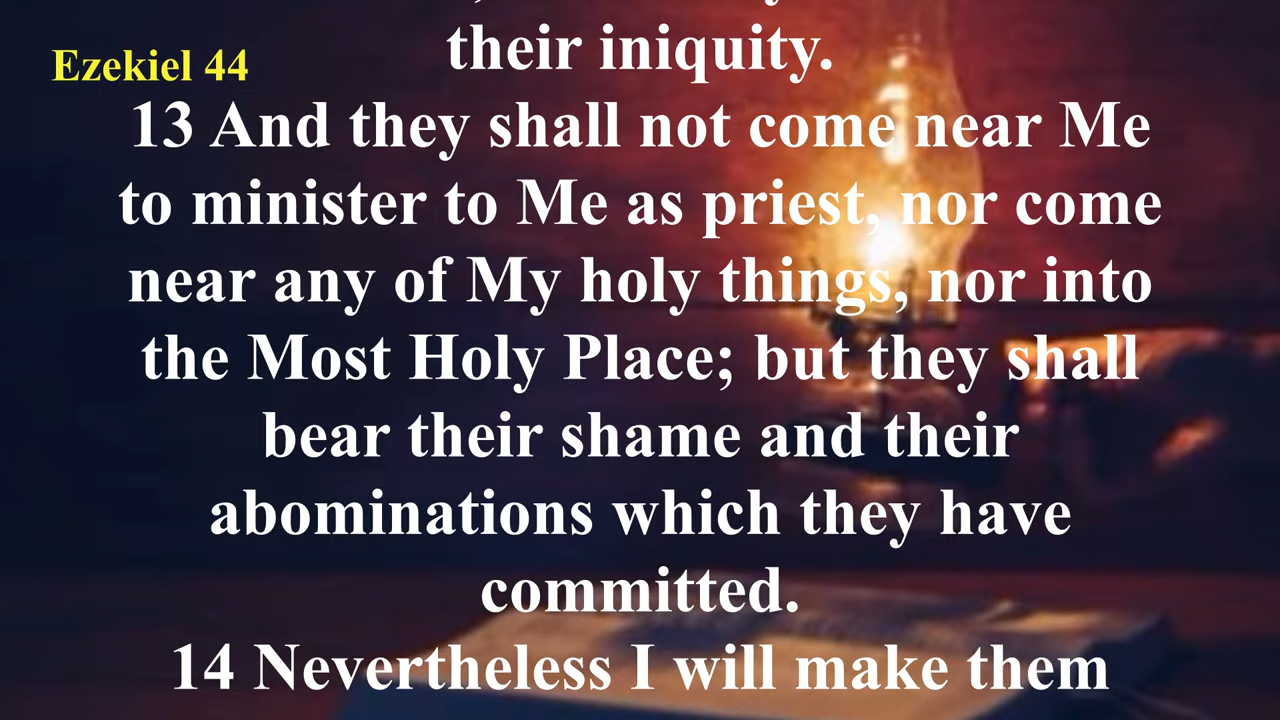 Ezekiel 44
their iniquity.
13 And they shall not come near Me
to minister to Me as priest, nor come
near any of My holy things, nor into
the Most Holy Place; but they shall
bear their shame and their
abominations which they have
committed.
14 Nevertheless I will make them